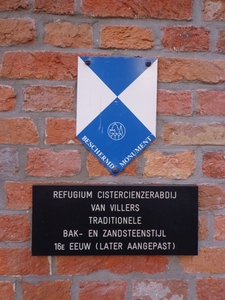 BESCHERMD MONUMENT
REFUGIUM CISTERCIENZERABDIJ
VAN VILLERS
TRADITIONELE
BAK- EN ZANDSTEENSTIJL
16E EEUW (LATER AANGEPAST)